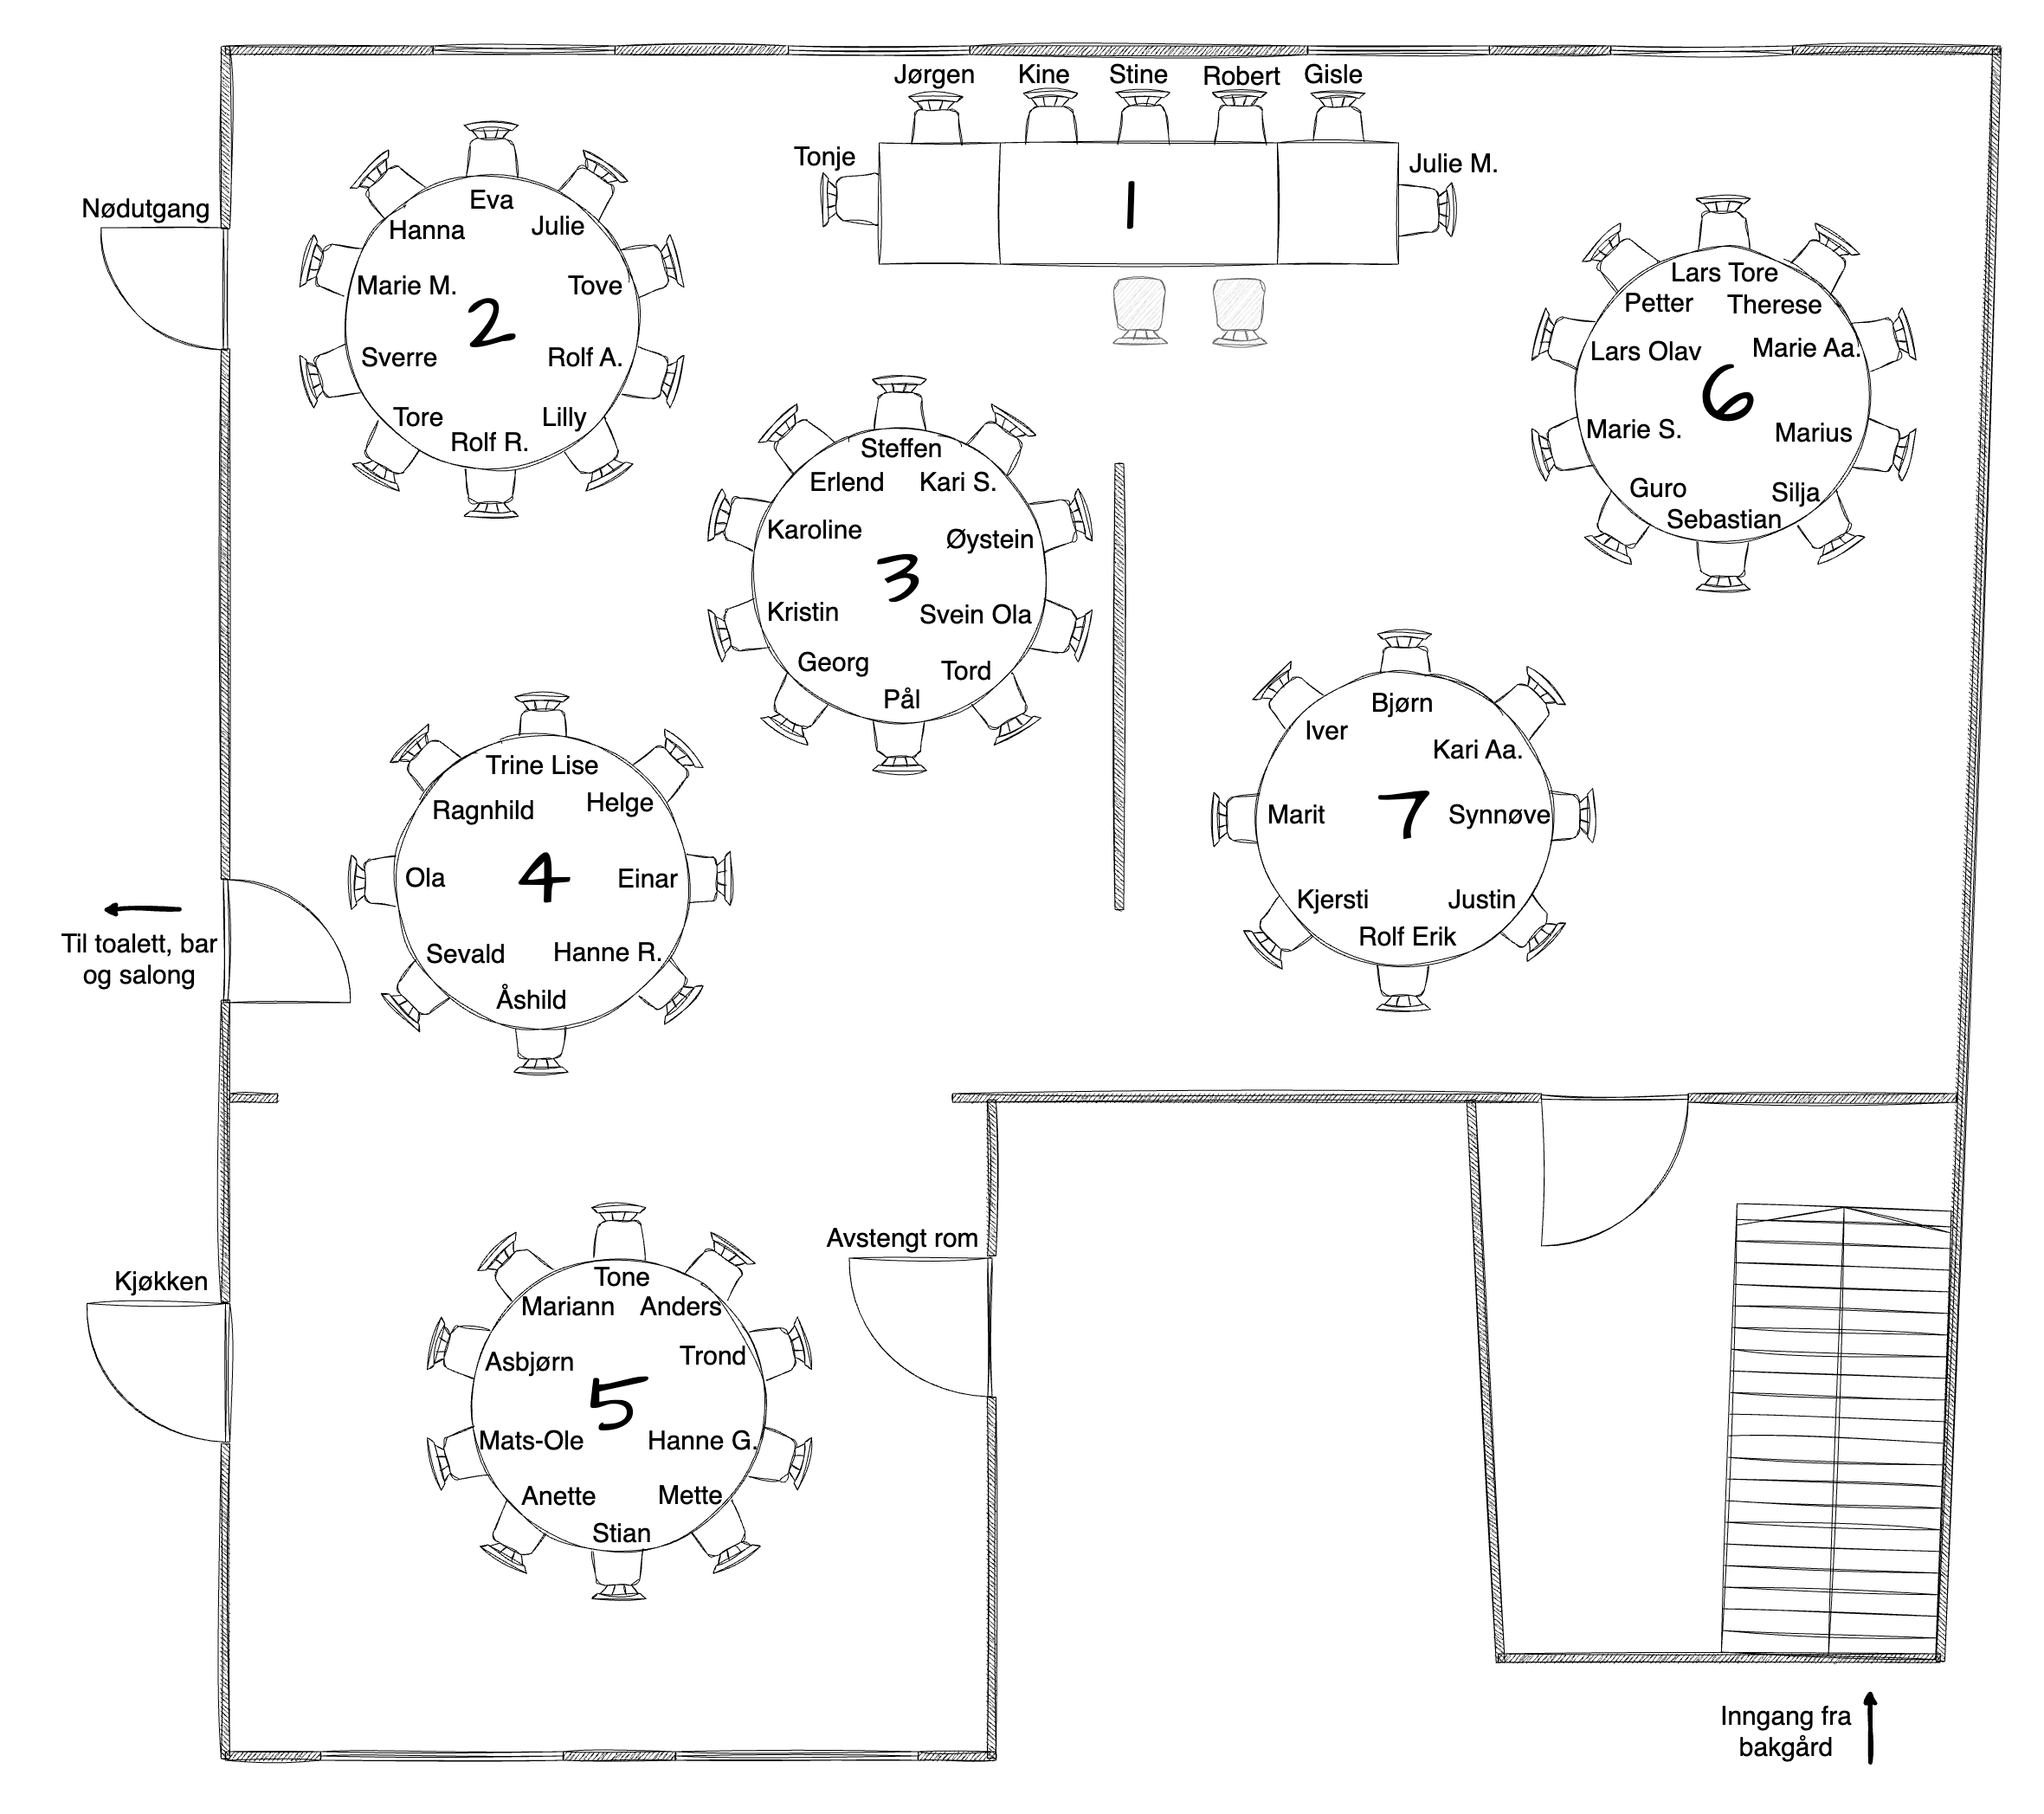 Jørgen Kine Stine Robert Gisle
Tonje
Julie M.
1
Nødutgang
Eva
Hanna
Julie
Marie M.
Tove
2
Sverre
Rolf A.
Tore
Lilly
Rolf R.
Steffen
Erlend
Kari S.
Karoline
Øystein
3
Kristin
Svein Ola
Georg
Tord
Pål
Lars Tore
Petter
Therese
Lars Olav
Marie Aa.
6
Marie S.
Marius
Guro
Silja
Sebastian
Trine Lise
Ragnhild
Helge
Ola
4
Einar
Sevald
Hanne R.
Åshild
Bjørn
Iver
Kari Aa.
Marit
7
Synnøve
Kjersti
Justin
Rolf Erik
Til toalett, bar
og salong
Kjøkken
Avstengt rom
Tone
Mariann
Anders
Asbjørn
Trond
5
Mats-Ole
Hanne G.
Anette
Mette
Stian
Inngang fra
bakgård